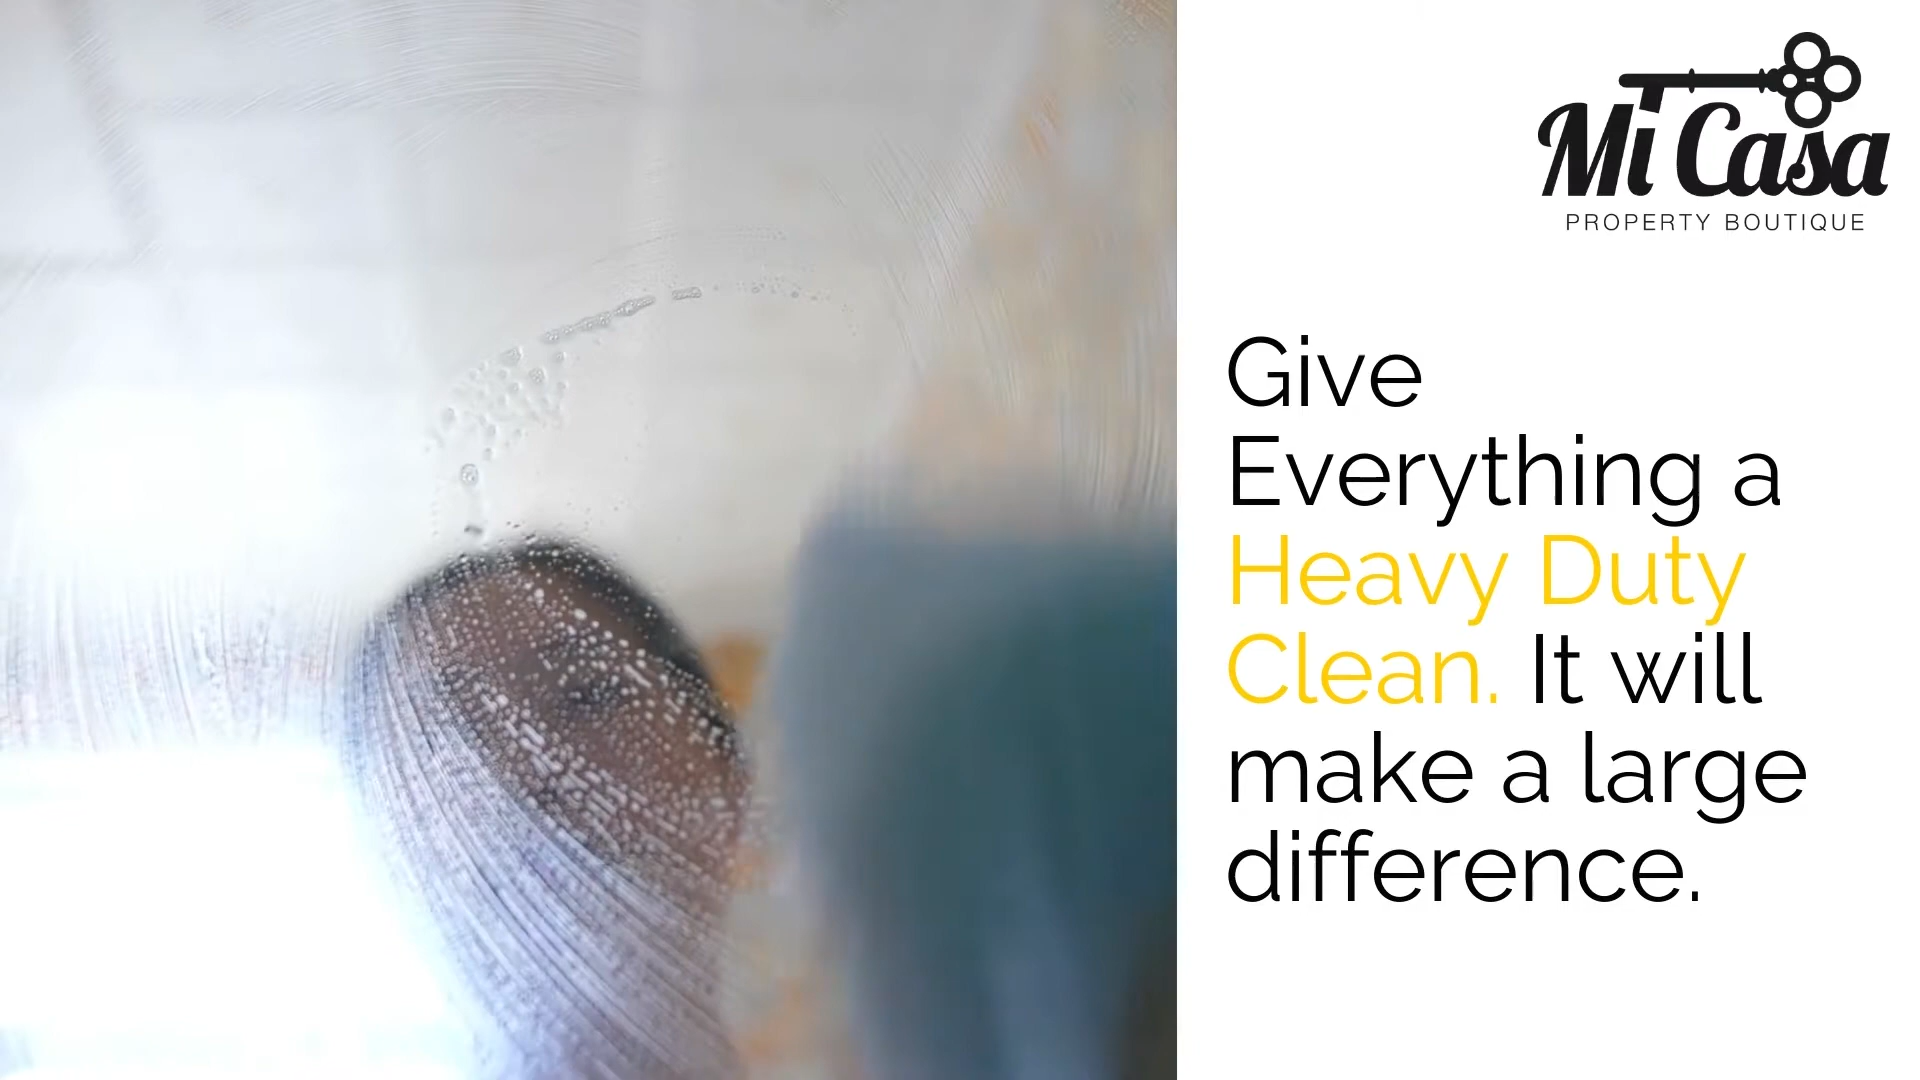 Mi Casa
PROPERTY BOUTIQUE
Give
Everything a
Heavy Duty
Clean. It will
make a large
difference.